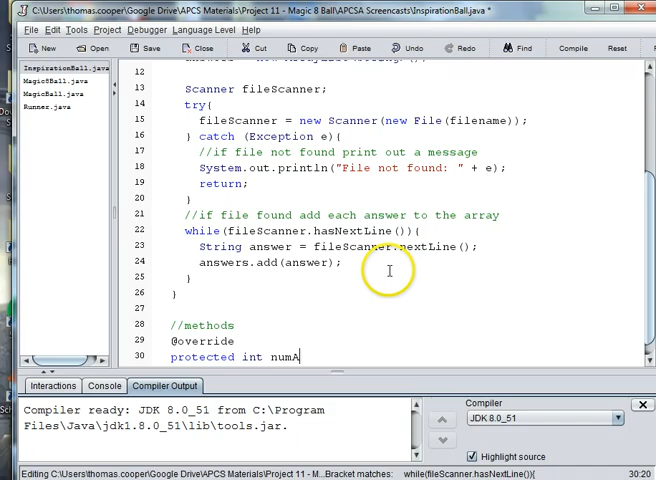 C:\Users\thomas.cooper\Google Drive\APCS Materials\Project 11 - Magic 8 Ball\APCSA Screencasts\InspirationBall.java *
File Edit Tools Project Debugger Language Level Help
New Open Save Close Cut Copy Paste Undo Redo Find Compile Reset
InspirationBall.java
Magic8Ball.java
MagicBall.java
Runner.java
12
13 Scanner fileScanner;
14 try{
15 fileScanner = new Scanner(new File(filename));
16 } catch (Exception e){
17 //if file not found print out a message
18 System.out.println("File not found: " + e);
19 return;
20 }
21 //if file found add each answer to the array
22 while(fileScanner.hasNextLine()){
23 String answer = fileScanner.nextLine();
24 answers.add(answer);
25 }
26 }
27
28 //methods
29 @override
30 protected int numA
Interactions Console Compiler Output
Compiler ready: JDK 8.0_51 from C:\Program
Files\Java\jdk1.8.0_51\lib\tools.jar.
Compiler
JDK 8.0_51
Highlight source
Editing C:\Users\thomas.cooper\Google Drive\APCS Materials\Project 11 - M...Bracket matches: while(fileScanner.hasNextLine()){ 30:20